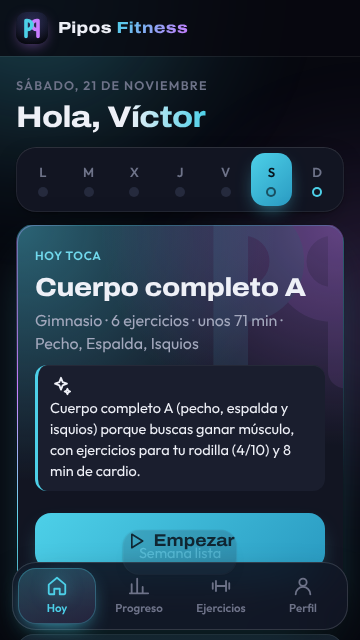 Pipos Fitness
SÁBADO, 21 DE NOVIEMBRE
Hola, Víctor
L M X J V S D
HOY TOCA
Cuerpo completo A
Gimnasio · 6 ejercicios · unos 71 min ·
Pecho, Espalda, Isquios
Cuerpo completo A (pecho, espalda y
isquios) porque buscas ganar músculo,
con ejercicios para tu rodilla (4/10) y 8
min de cardio.
Empezar
Semana lista
Hoy Progreso Ejercicios Perfil